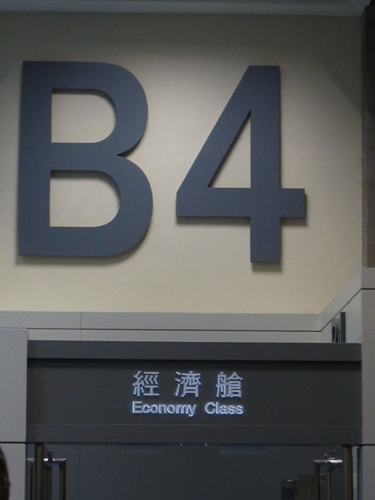 B4
經濟艙
Economy Class